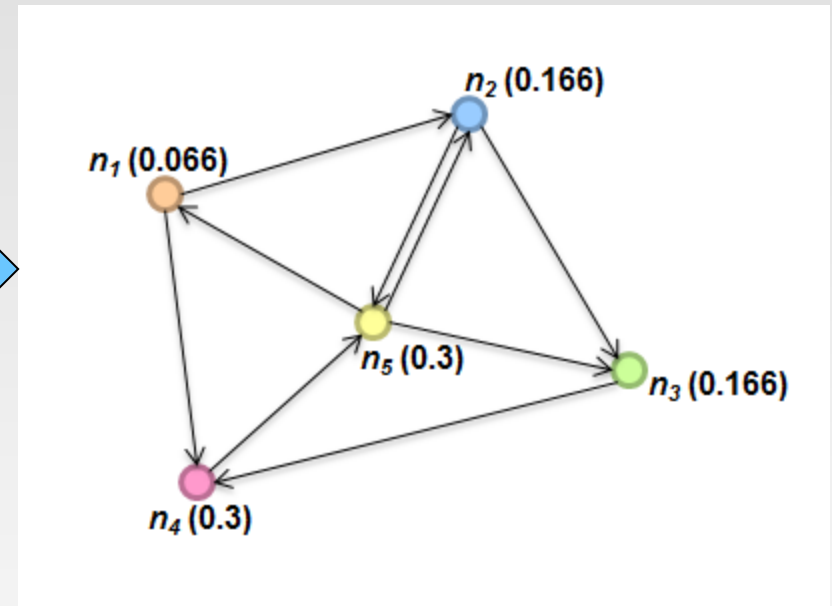 n₂ (0.166)
n₁ (0.066)
n₅ (0.3)
n₃ (0.166)
n₄ (0.3)